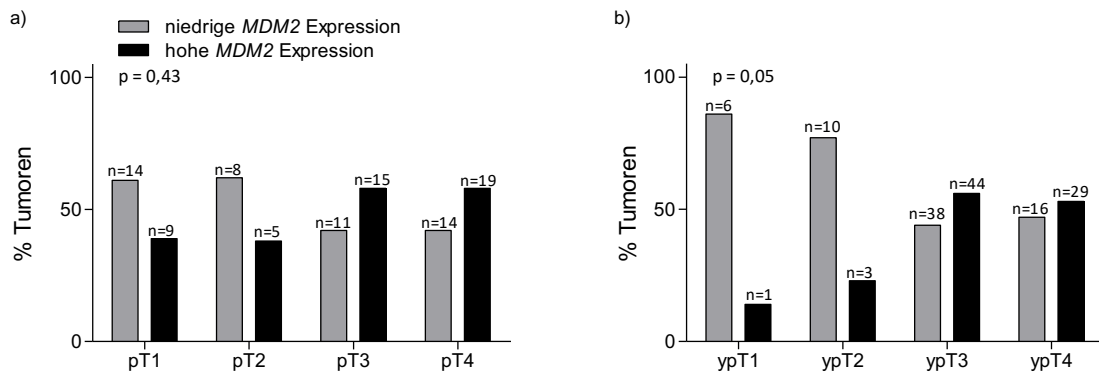 a)
niedrige MDM2 Expression
hohe MDM2 Expression
p = 0,43
% Tumoren
100
50
0
n=14
n=9
n=8
n=5
n=11
n=15
n=14
n=19
pT1 pT2 pT3 pT4
b)
p = 0,05
% Tumoren
100
50
0
n=6
n=1
n=10
n=3
n=38
n=44
n=16
n=29
ypT1 ypT2 ypT3 ypT4